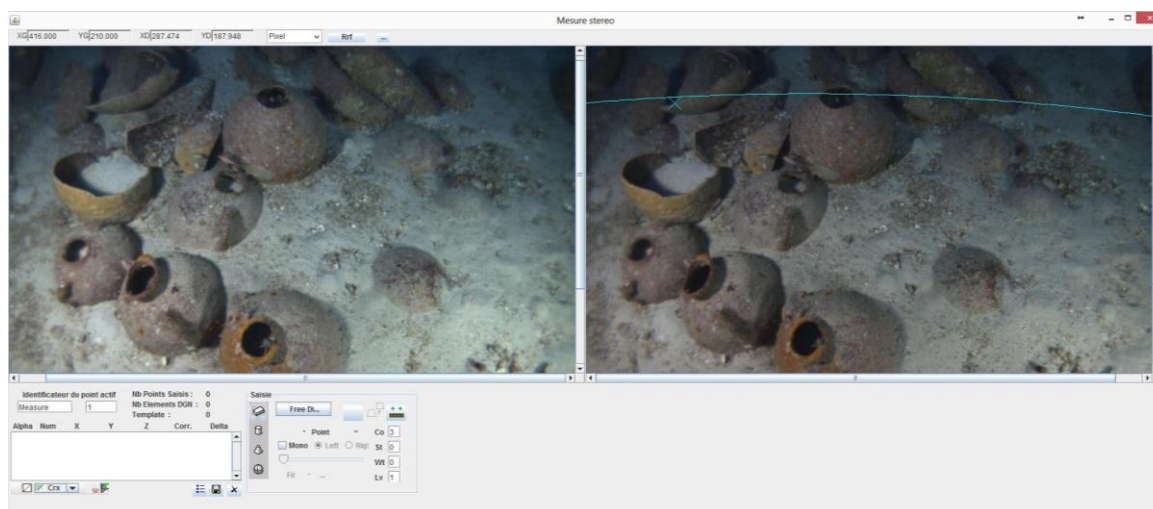 Mesure stereo
XG 416.000 YG 210.000 XD 287.474 YD 187.948 Pixel Rrf ...
Identificateur du point actif
Measure 1
Nb Points Saisis : 0
Nb Elements DGN : 0
Template : 0
Alpha Num X Y Z Corr. Delta
Crx
Saisie
Free Di...
Point Co 3
Mono Left Rigl St 0
Wt 0
Fil ... Lv 1